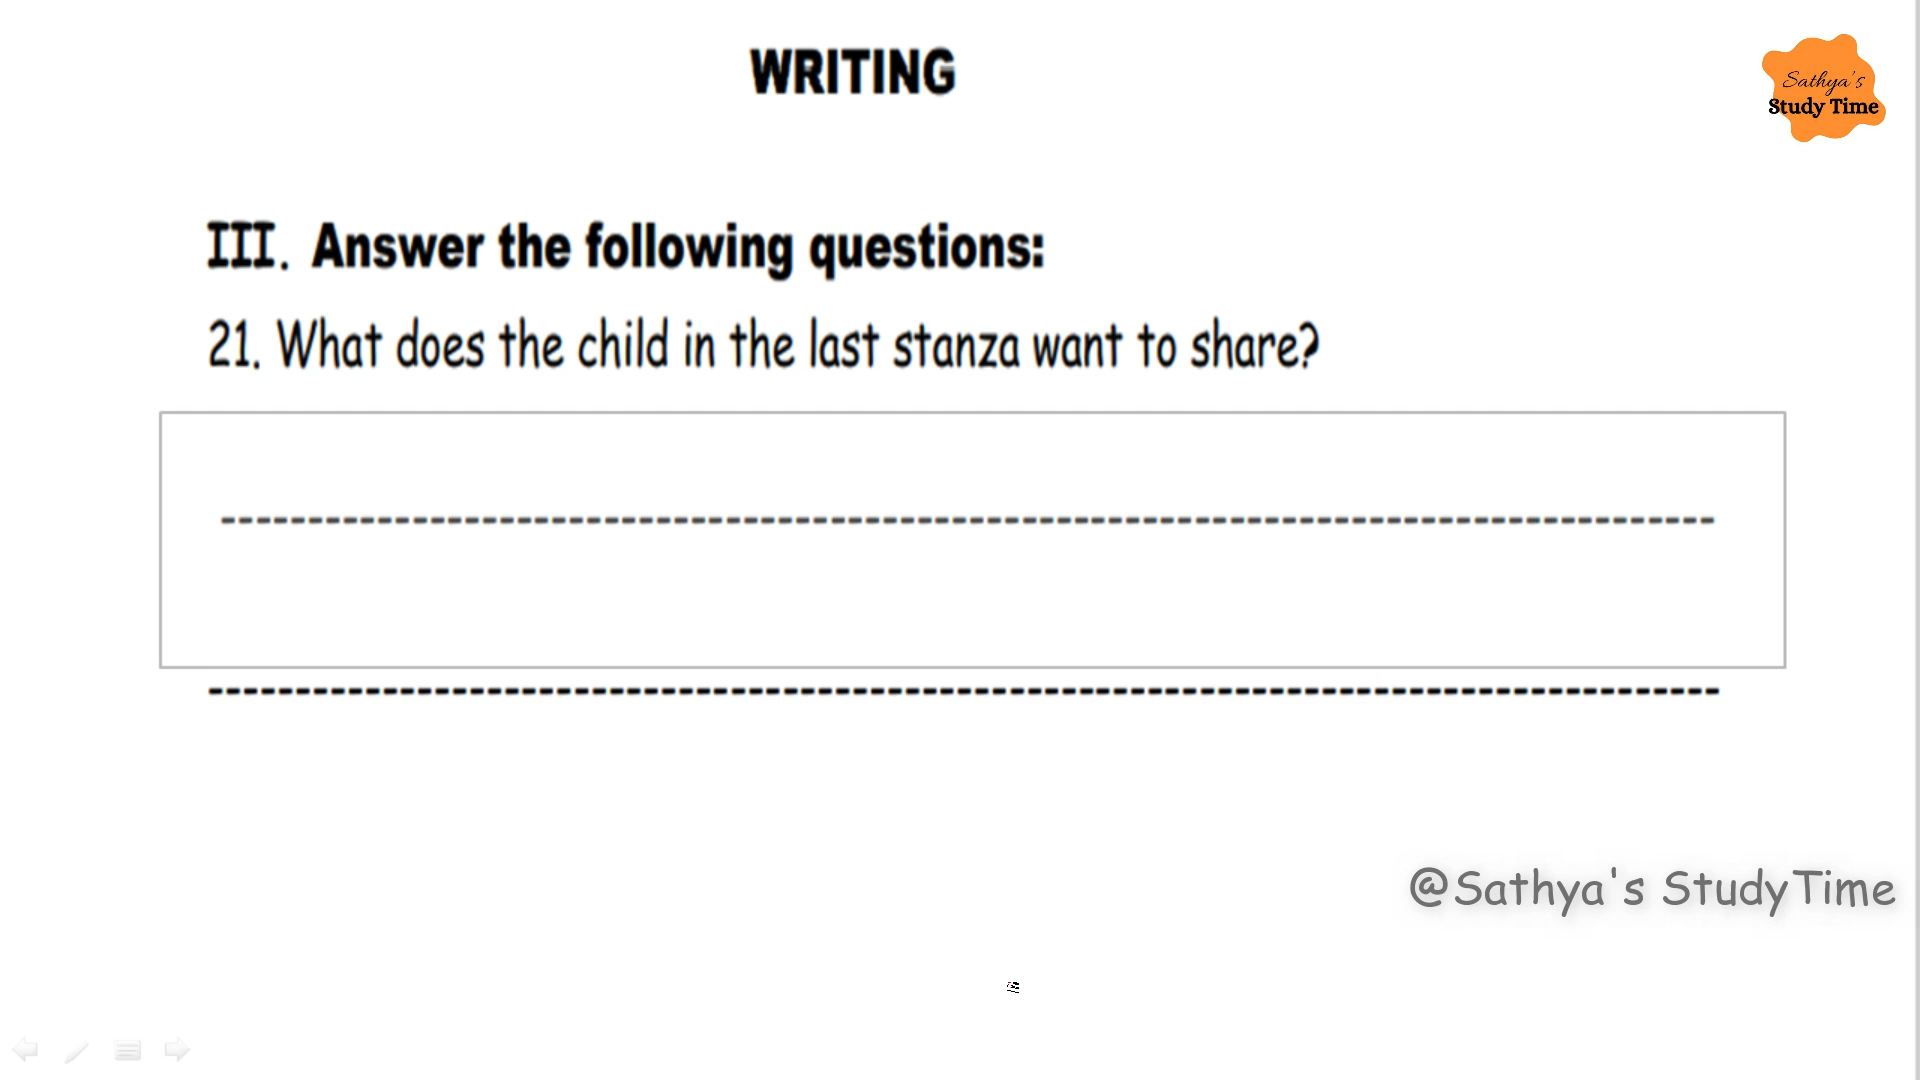 WRITING
Sathya's
Study Time
III. Answer the following questions:
21. What does the child in the last stanza want to share?
@Sathya's StudyTime